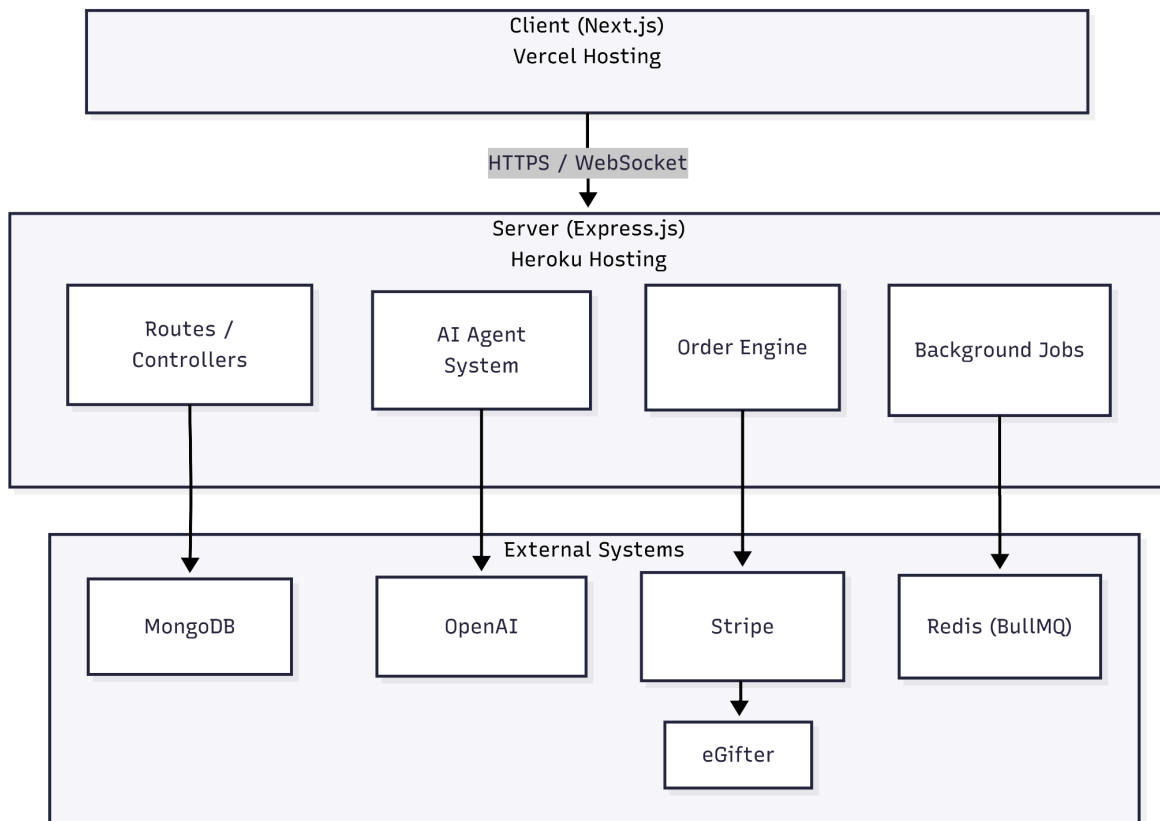 Client (Next.js)
Vercel Hosting
HTTPS / WebSocket
Server (Express.js)
Heroku Hosting
Routes /
Controllers
AI Agent
System
Order Engine
Background Jobs
External Systems
MongoDB
OpenAI
Stripe
Redis (BullMQ)
eGifter